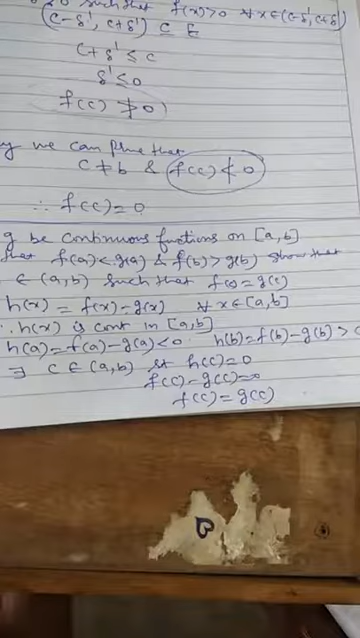 such that f(x)>0 ∀ x∈(c-δ', c+δ')
(c-δ', c+δ') ⊂ E
c+δ' ≤ c
δ' ≤ 0
f(c) ≯ 0
y we can prove that
c ≠ b & f(c) ≮ 0
∴ f(c)=0
g be continuous functions on [a,b]
that f(a)<g(a) & f(b)>g(b) show that
∈ (a,b) such that f(c)=g(c)
h(x) = f(x)-g(x) ∀ x∈[a,b]
∴ h(x) is cont in [a,b]
h(a)=f(a)-g(a)<0 h(b)=f(b)-g(b)>0
∃ c∈(a,b) st h(c)=0
f(c)-g(c)=0
f(c)=g(c)